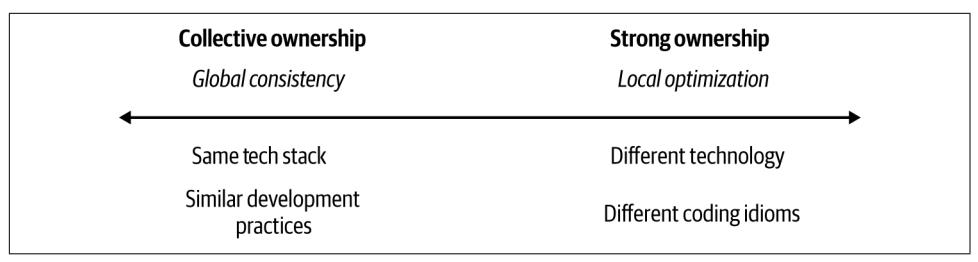 Collective ownership
Strong ownership
Global consistency
Local optimization
Same tech stack
Different technology
Similar development
practices
Different coding idioms